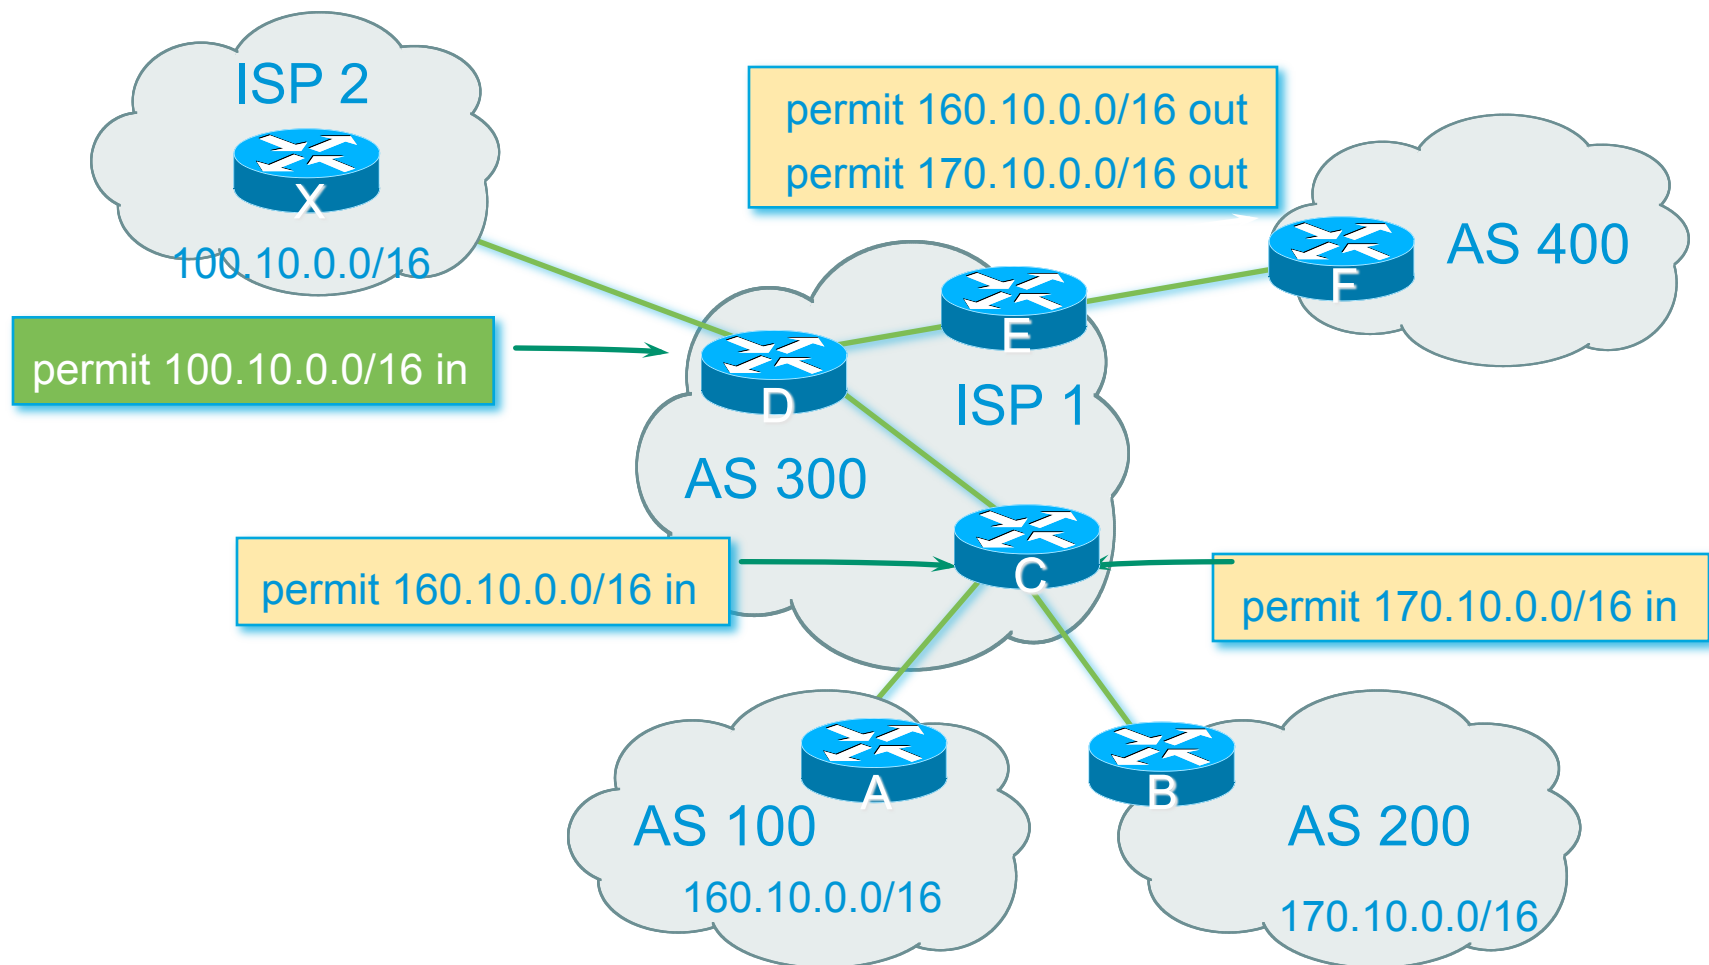 ISP 2
X
100.10.0.0/16
permit 160.10.0.0/16 out
permit 170.10.0.0/16 out
F
AS 400
E
permit 100.10.0.0/16 in
D
ISP 1
AS 300
permit 160.10.0.0/16 in
C
permit 170.10.0.0/16 in
A
AS 100
160.10.0.0/16
B
AS 200
170.10.0.0/16